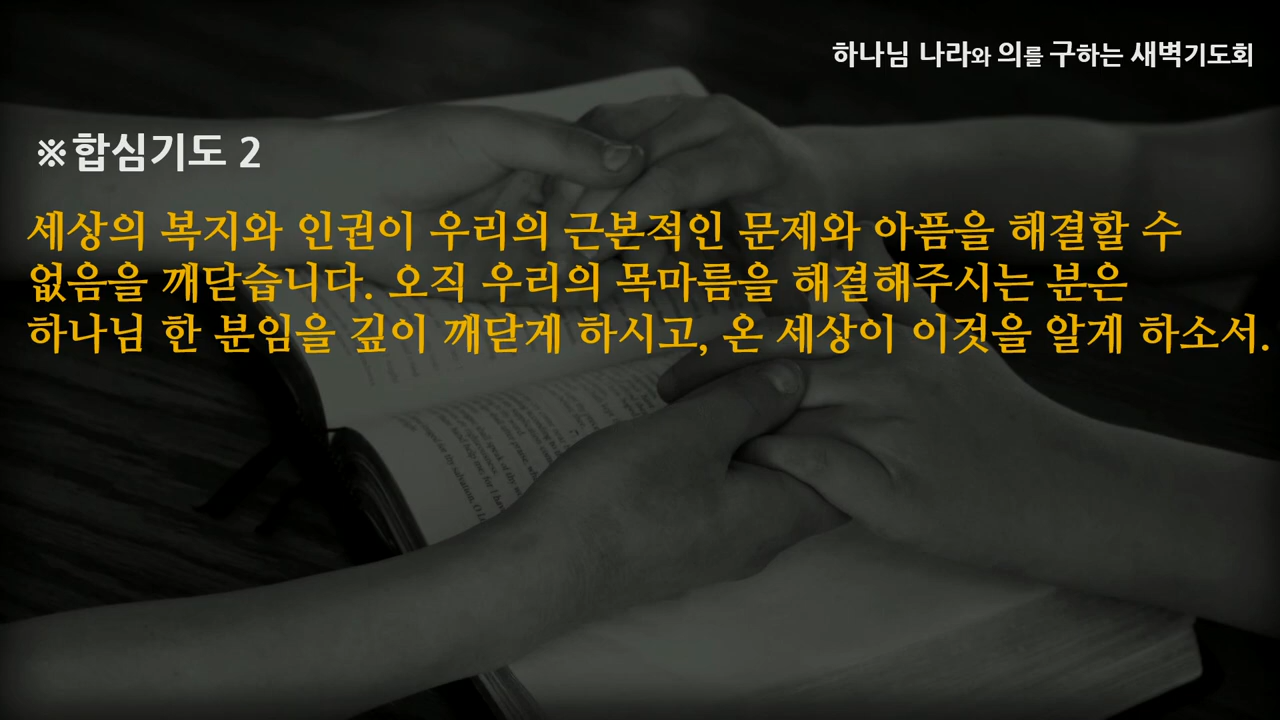 하나님 나라와 의를 구하는 새벽기도회
※합심기도 2
세상의 복지와 인권이 우리의 근본적인 문제와 아픔을 해결할 수
없음을 깨닫습니다. 오직 우리의 목마름을 해결해주시는 분은
하나님 한 분임을 깊이 깨닫게 하시고, 온 세상이 이것을 알게 하소서.